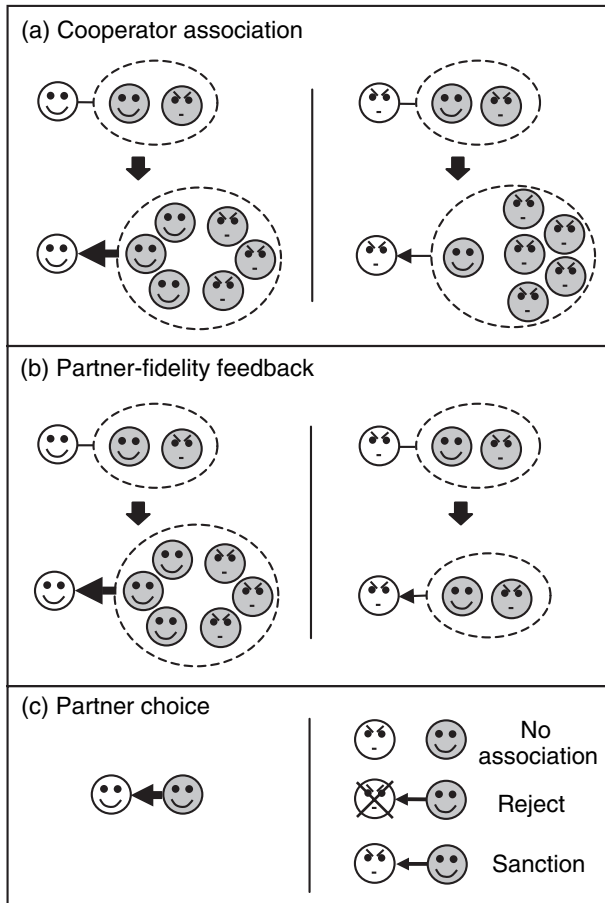 (a) Cooperator association
(b) Partner-fidelity feedback
(c) Partner choice
No
association
Reject
Sanction